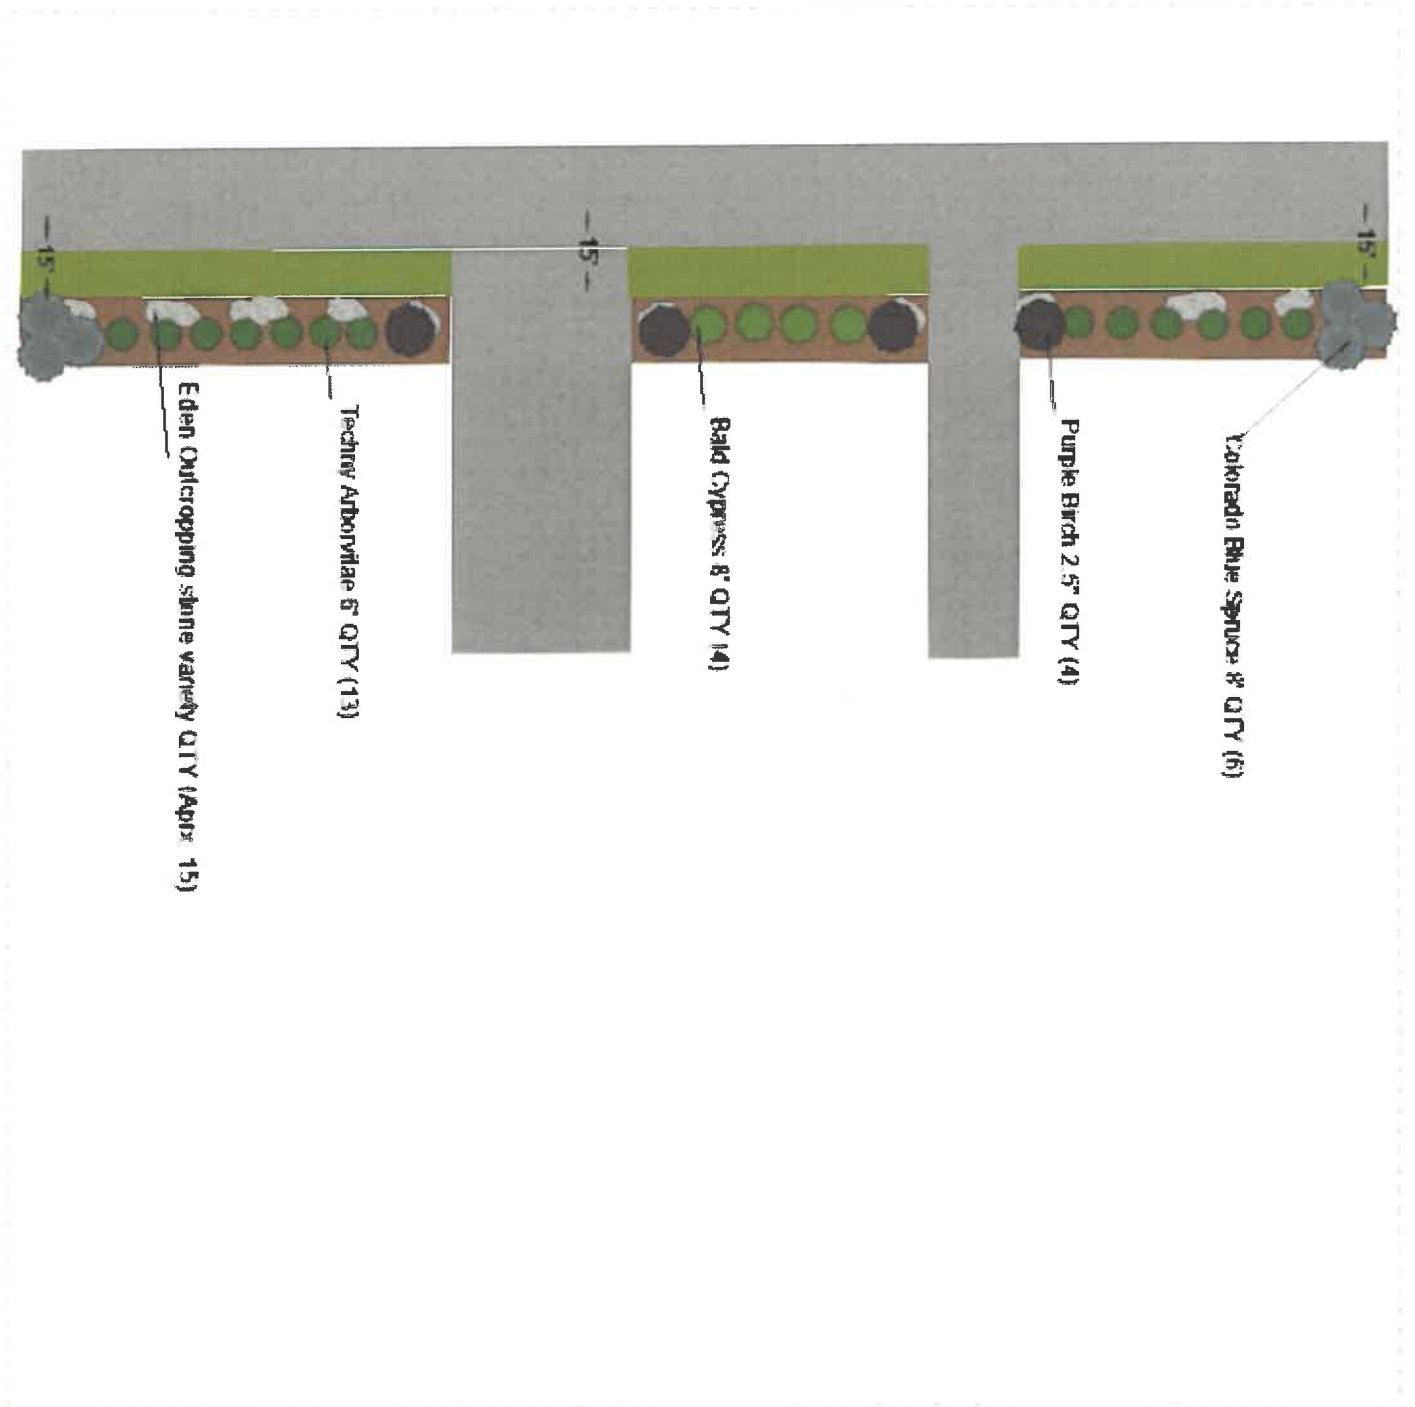 15'
15'
15'
Eden Outcropping stone variety QTY (Aprx. 15)
Techny Arborvitae 6' QTY (13)
Bald Cypress 8' QTY (4)
Purple Birch 2.5" QTY (4)
Colorado Blue Spruce 8' QTY (6)